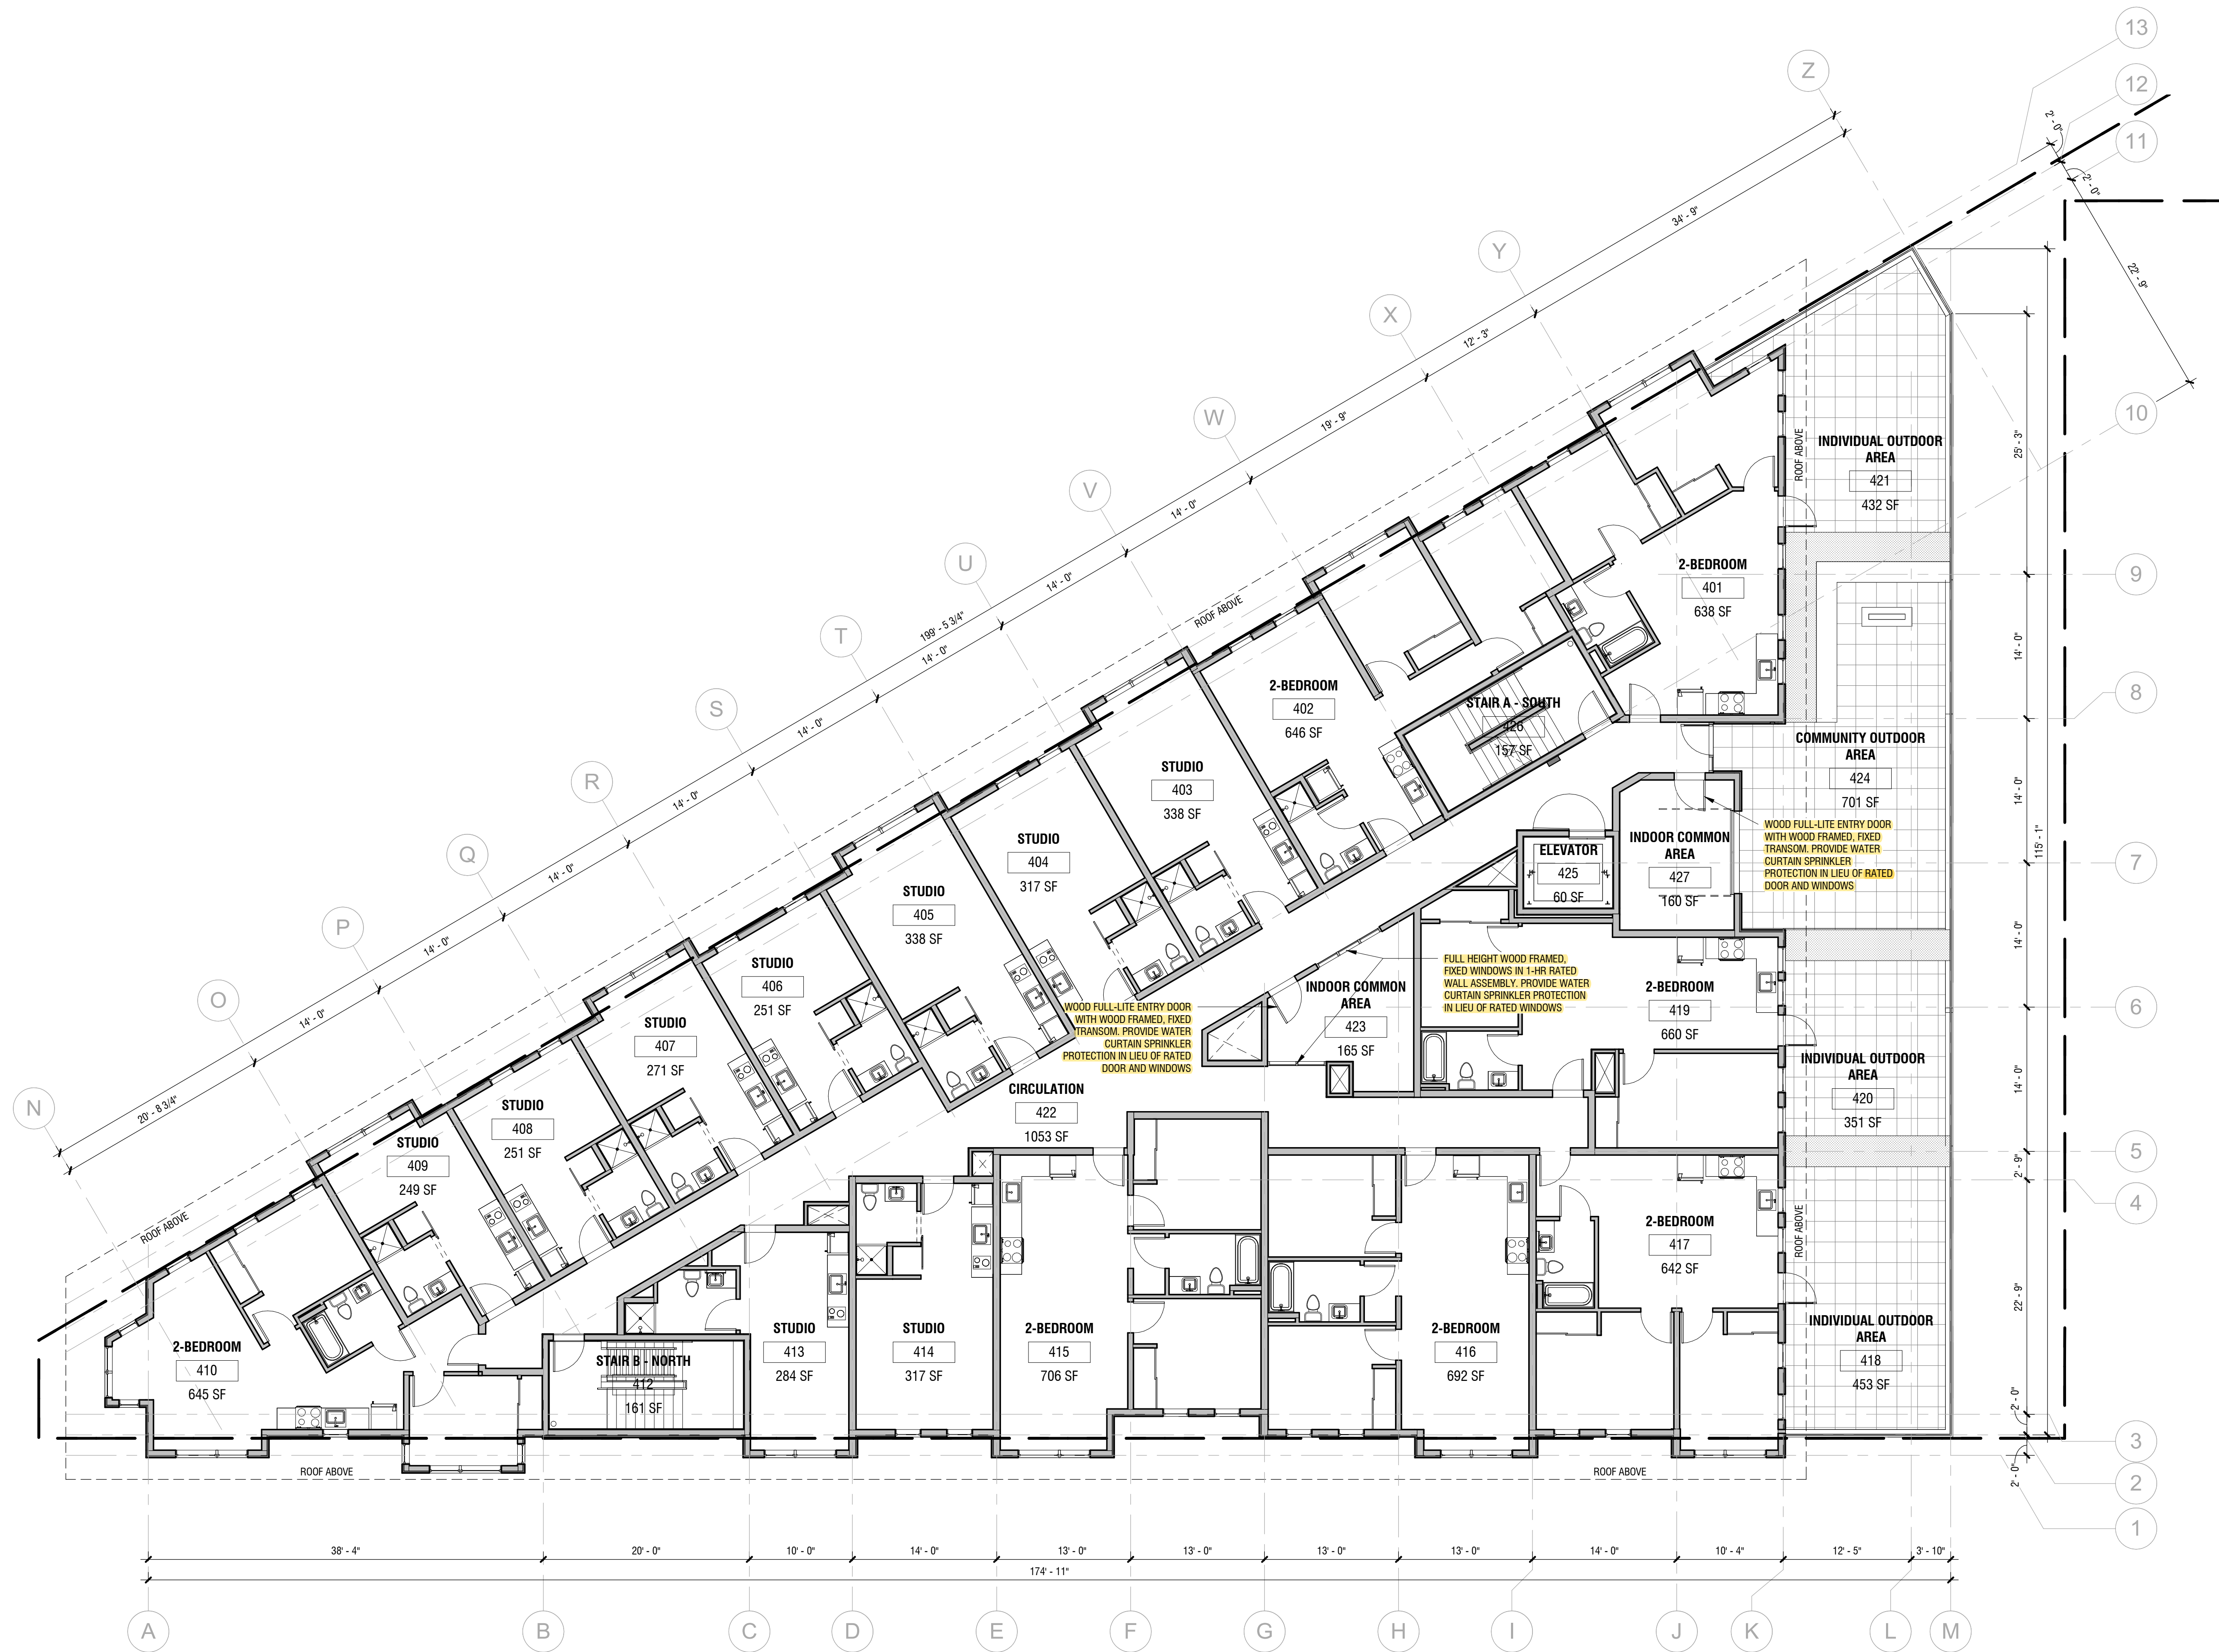 13
12
11
10
9
8
7
6
5
4
3
2
1
Z
Y
X
W
V
U
T
S
R
Q
P
O
N
2' - 0"
2' - 0"
22' - 9"
34' - 9"
12' - 3"
19' - 9"
14' - 0"
14' - 0"
14' - 0"
199' - 5 3/4"
14' - 0"
14' - 0"
14' - 0"
14' - 0"
14' - 0"
14' - 0"
20' - 8 3/4"
ROOF ABOVE
ROOF ABOVE
ROOF ABOVE
ROOF ABOVE
ROOF ABOVE
ROOF ABOVE
INDIVIDUAL OUTDOOR
AREA
421
432 SF
2-BEDROOM
401
638 SF
2-BEDROOM
402
646 SF
STAIR A - SOUTH
426
157 SF
COMMUNITY OUTDOOR
AREA
424
701 SF
STUDIO
403
338 SF
STUDIO
404
317 SF
STUDIO
405
338 SF
STUDIO
406
251 SF
STUDIO
407
271 SF
STUDIO
408
251 SF
STUDIO
409
249 SF
2-BEDROOM
410
645 SF
ELEVATOR
425
60 SF
INDOOR COMMON
AREA
427
160 SF
WOOD FULL-LITE ENTRY DOOR
WITH WOOD FRAMED, FIXED
TRANSOM. PROVIDE WATER
CURTAIN SPRINKLER
PROTECTION IN LIEU OF RATED
DOOR AND WINDOWS
FULL HEIGHT WOOD FRAMED,
FIXED WINDOWS IN 1-HR RATED
WALL ASSEMBLY. PROVIDE WATER
CURTAIN SPRINKLER PROTECTION
IN LIEU OF RATED WINDOWS
INDOOR COMMON
AREA
423
165 SF
WOOD FULL-LITE ENTRY DOOR
WITH WOOD FRAMED, FIXED
TRANSOM. PROVIDE WATER
CURTAIN SPRINKLER
PROTECTION IN LIEU OF RATED
DOOR AND WINDOWS
CIRCULATION
422
1053 SF
2-BEDROOM
419
660 SF
INDIVIDUAL OUTDOOR
AREA
420
351 SF
STAIR B - NORTH
412
161 SF
STUDIO
413
284 SF
STUDIO
414
317 SF
2-BEDROOM
415
706 SF
2-BEDROOM
416
692 SF
2-BEDROOM
417
642 SF
INDIVIDUAL OUTDOOR
AREA
418
453 SF
25' - 3"
14' - 0"
14' - 0"
115' - 1"
14' - 0"
14' - 0"
2' - 9"
22' - 9"
2' - 0"
2' - 0"
38' - 4"
20' - 0"
10' - 0"
14' - 0"
13' - 0"
13' - 0"
13' - 0"
13' - 0"
14' - 0"
10' - 4"
12' - 5"
3' - 10"
174' - 11"
A
B
C
D
E
F
G
H
I
J
K
L
M